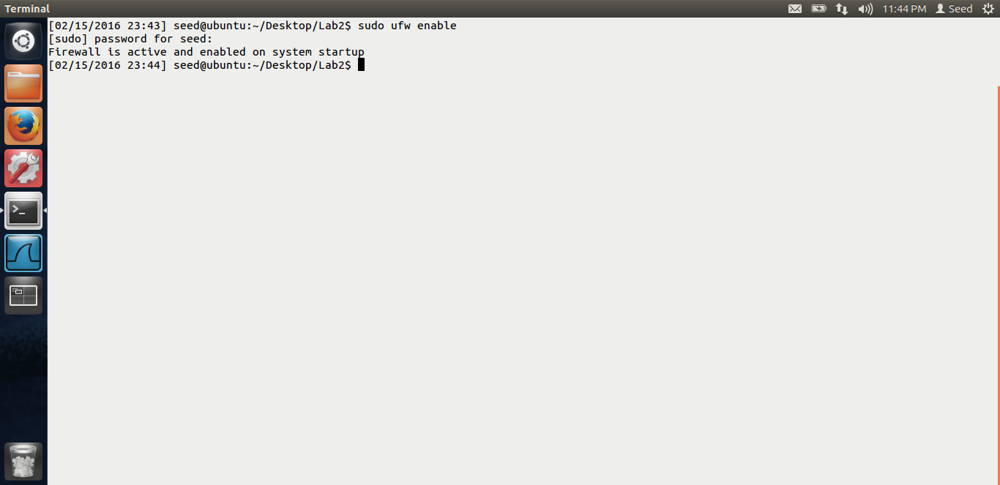 Terminal
11:44 PM
Seed
[02/15/2016 23:43] seed@ubuntu:~/Desktop/Lab2$ sudo ufw enable
[sudo] password for seed:
Firewall is active and enabled on system startup
[02/15/2016 23:44] seed@ubuntu:~/Desktop/Lab2$